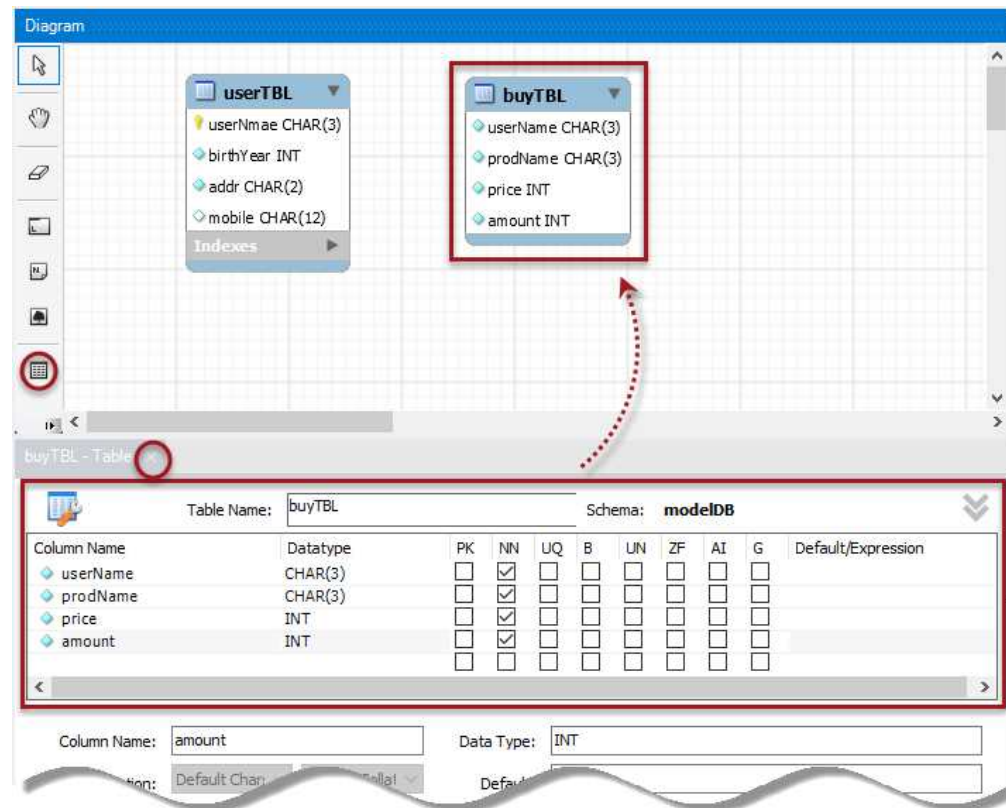 Diagram
userTBL
userNmae CHAR(3)
birthYear INT
addr CHAR(2)
mobile CHAR(12)
Indexes
buyTBL
userName CHAR(3)
prodName CHAR(3)
price INT
amount INT
buyTBL - Table
Table Name: buyTBL Schema: modelDB
Column Name Datatype PK NN UQ B UN ZF AI G Default/Expression
userName CHAR(3)
prodName CHAR(3)
price INT
amount INT
Column Name: amount Data Type: INT
Default